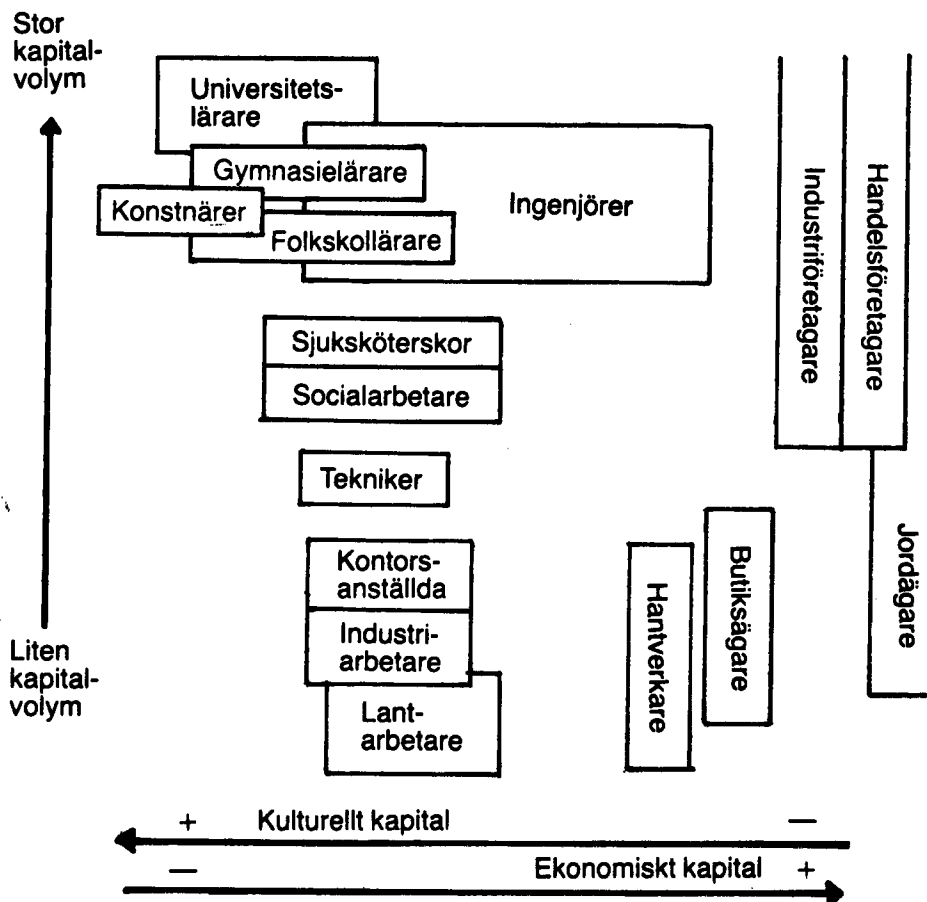 Stor
kapital-
volym
Universitets-
lärare
Gymnasielärare
Konstnärer
Folkskollärare
Ingenjörer
Industriföretagare
Handelsföretagare
Sjuksköterskor
Socialarbetare
Tekniker
Kontors-
anställda
Industri-
arbetare
Lant-
arbetare
Hantverkare
Butiksägare
Jordägare
Liten
kapital-
volym
+ Kulturellt kapital —
— Ekonomiskt kapital +